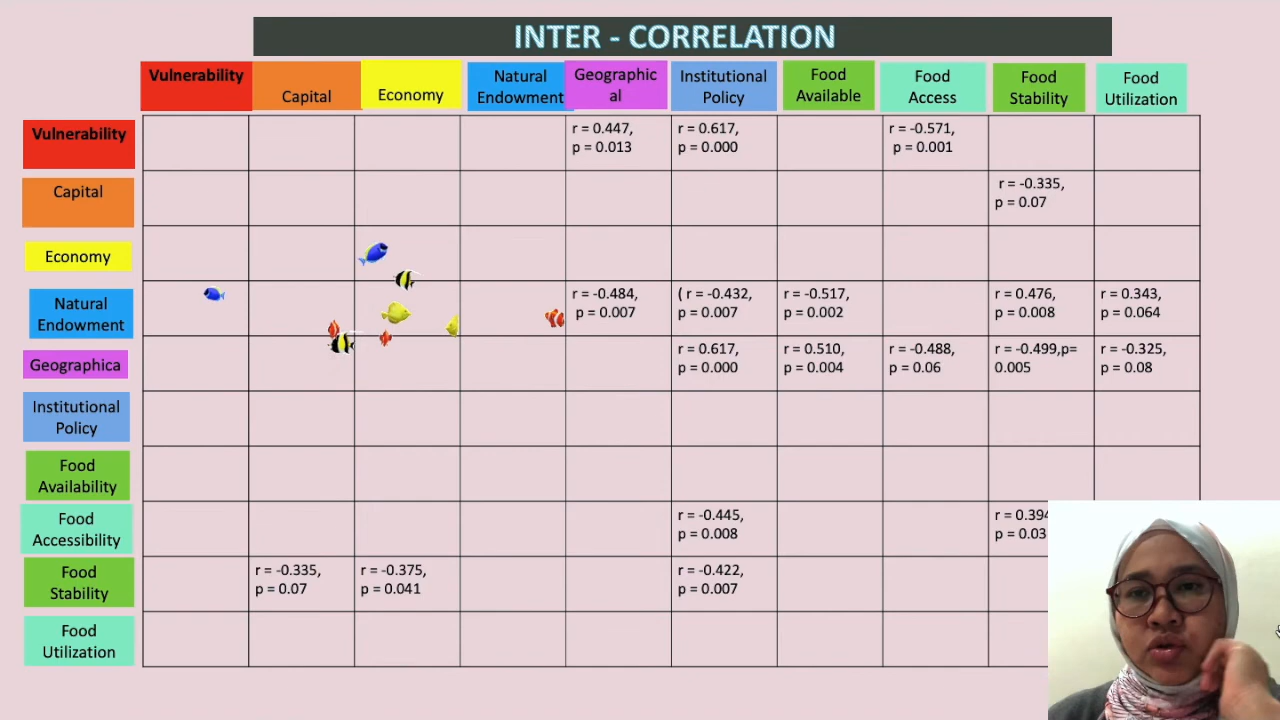 INTER - CORRELATION
Vulnerability
Capital
Economy
Natural
Endowment
Geographic
al
Institutional
Policy
Food
Available
Food
Access
Food
Stability
Food
Utilization
Vulnerability
r = 0.447,
p = 0.013
r = 0.617,
p = 0.000
r = -0.571,
p = 0.001
Capital
r = -0.335,
p = 0.07
Economy
Natural
Endowment
r = -0.484,
p = 0.007
( r = -0.432,
p = 0.007
r = -0.517,
p = 0.002
r = 0.476,
p = 0.008
r = 0.343,
p = 0.064
Geographica
r = 0.617,
p = 0.000
r = 0.510,
p = 0.004
r = -0.488,
p = 0.06
r = -0.499,p=
0.005
r = -0.325,
p = 0.08
Institutional
Policy
Food
Availability
Food
Accessibility
r = -0.445,
p = 0.008
r = 0.394
p = 0.03
Food
Stability
r = -0.335,
p = 0.07
r = -0.375,
p = 0.041
r = -0.422,
p = 0.007
Food
Utilization